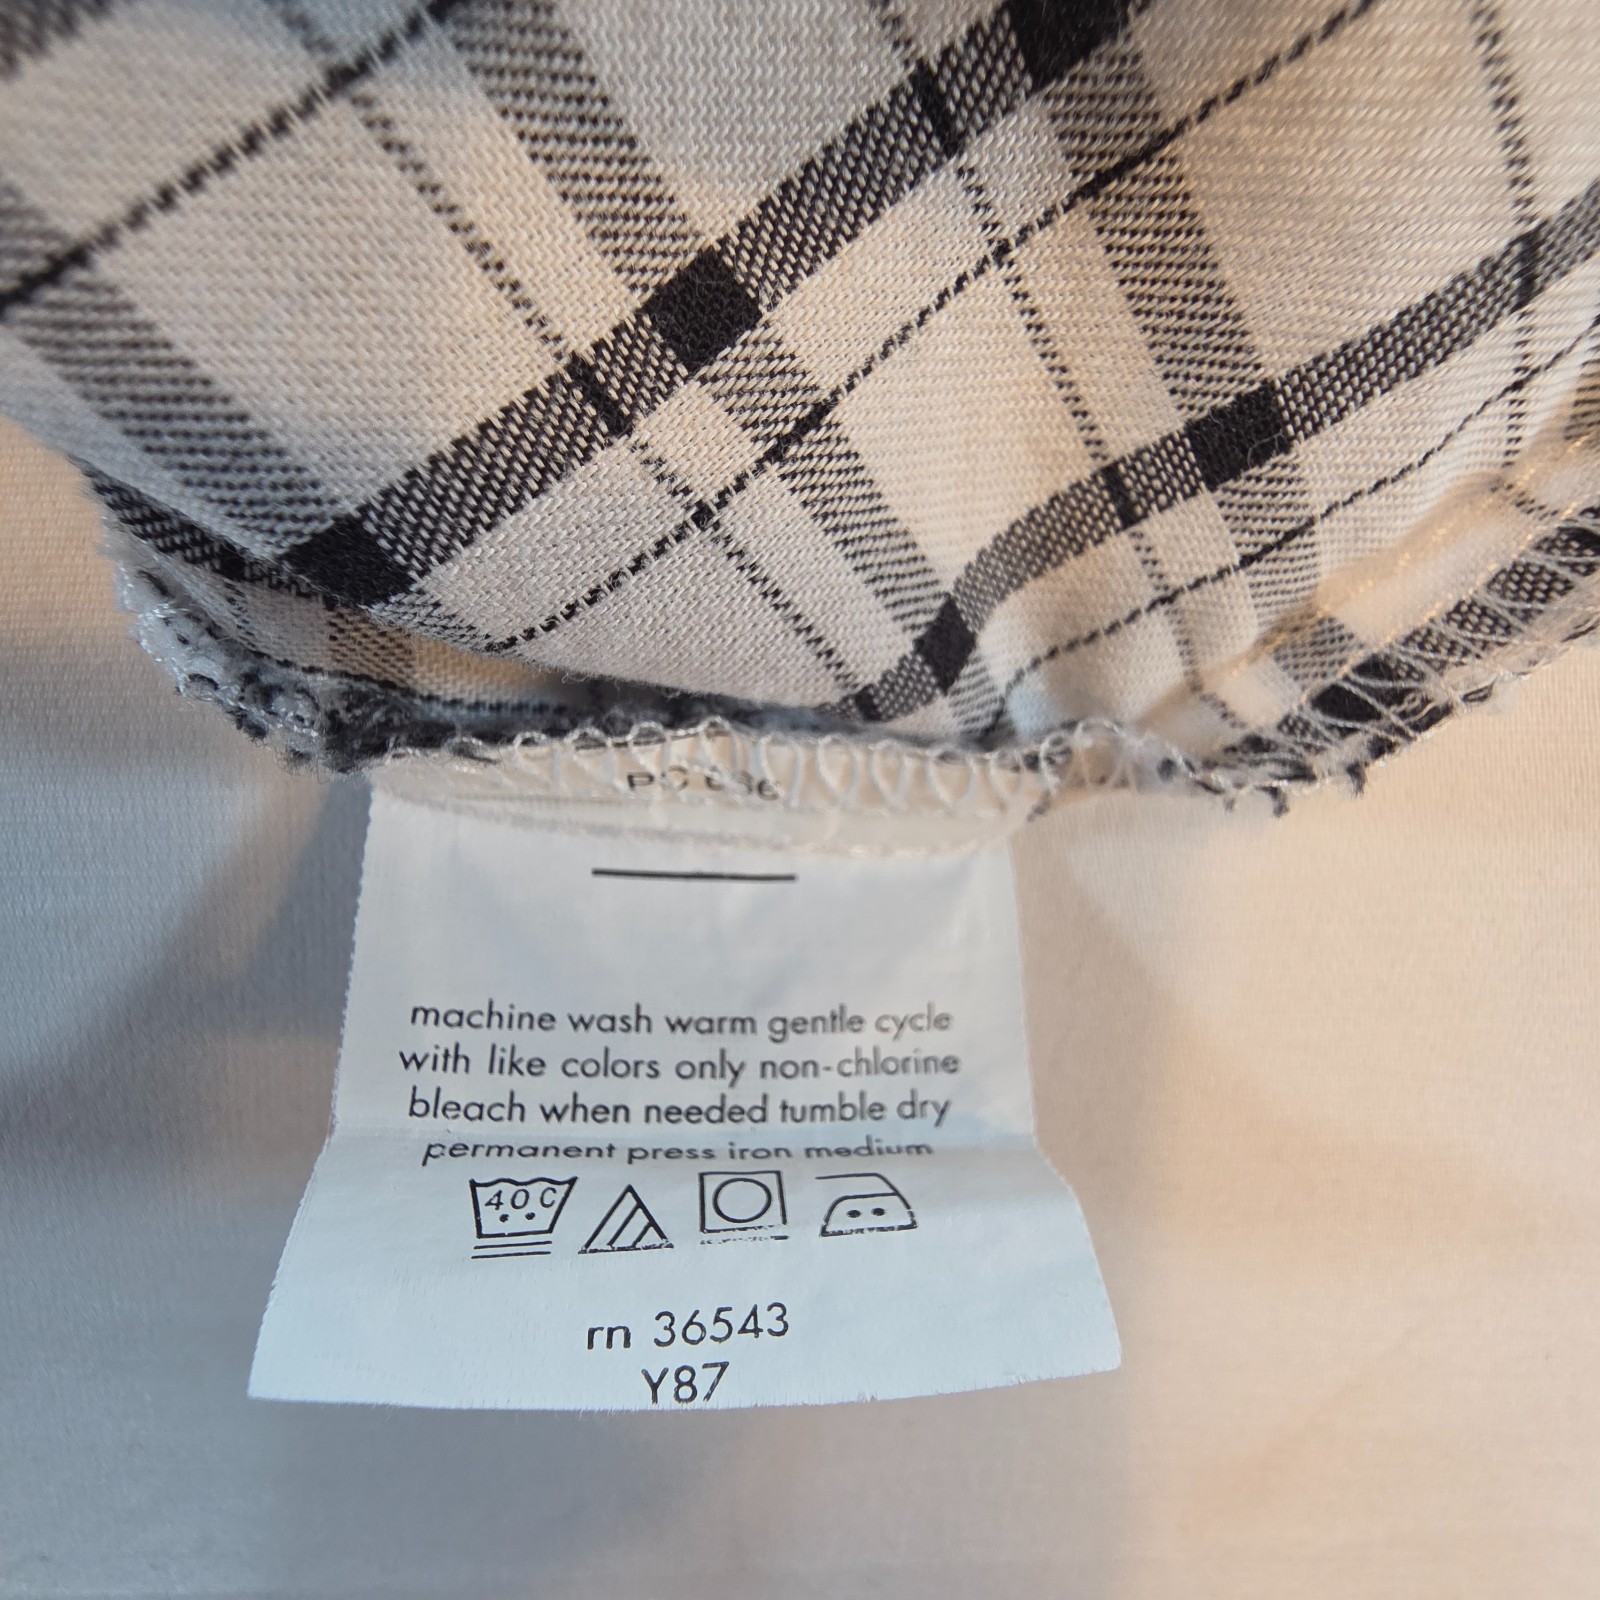 machine wash warm gentle cycle
with like colors only non-chlorine
bleach when needed tumble dry
permanent press iron medium
40C
rn 36543
Y87